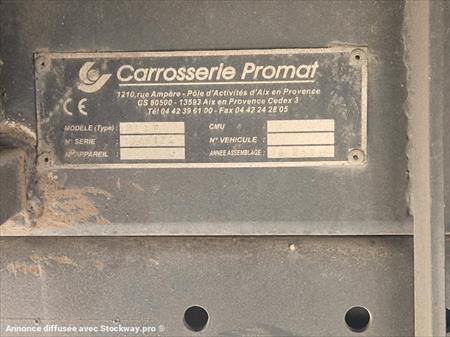 Carrosserie Promat
1210, rue Ampère - Pôle d'Activités d'Aix en Provence
GS 80500 - 13593 Aix en Provence Cedex 3
Tél 04 42 39 61 00 - Fax 04 42 24 28 05
CE
MODELE (Type) :
CMU :
N° SERIE :
N° VEHICULE :
N° APPAREIL :
ANNEE ASSEMBLAGE :
Annonce diffusée avec Stockway.pro ®